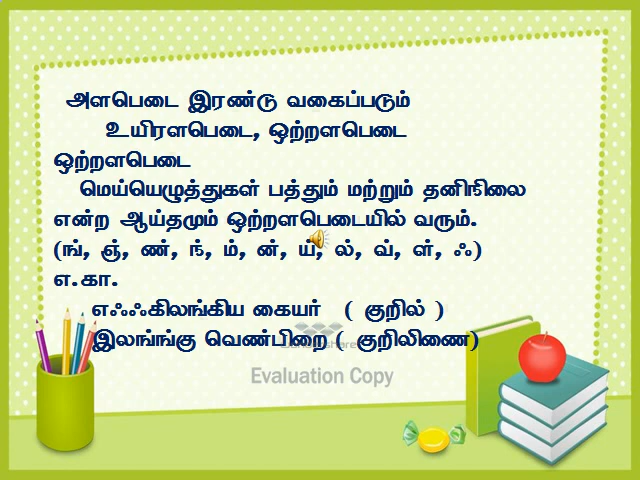 அளபெடை இரண்டு வகைப்படும்
உயிரளபெடை, ஒற்றளபெடை
ஒற்றளபெடை
மெய்யெழுத்துகள் பத்தும் மற்றும் தனிநிலை
என்ற ஆய்தமும் ஒற்றளபெடையில் வரும்.
(ங், ஞ், ண், ந், ம், ன், ய், ல், வ், ள், ஃ)
எ.கா.
எஃஃகிலங்கிய கையர் ( குறில் )
இலங்ங்கு வெண்பிறை ( குறிலிணை)
Evaluation Copy